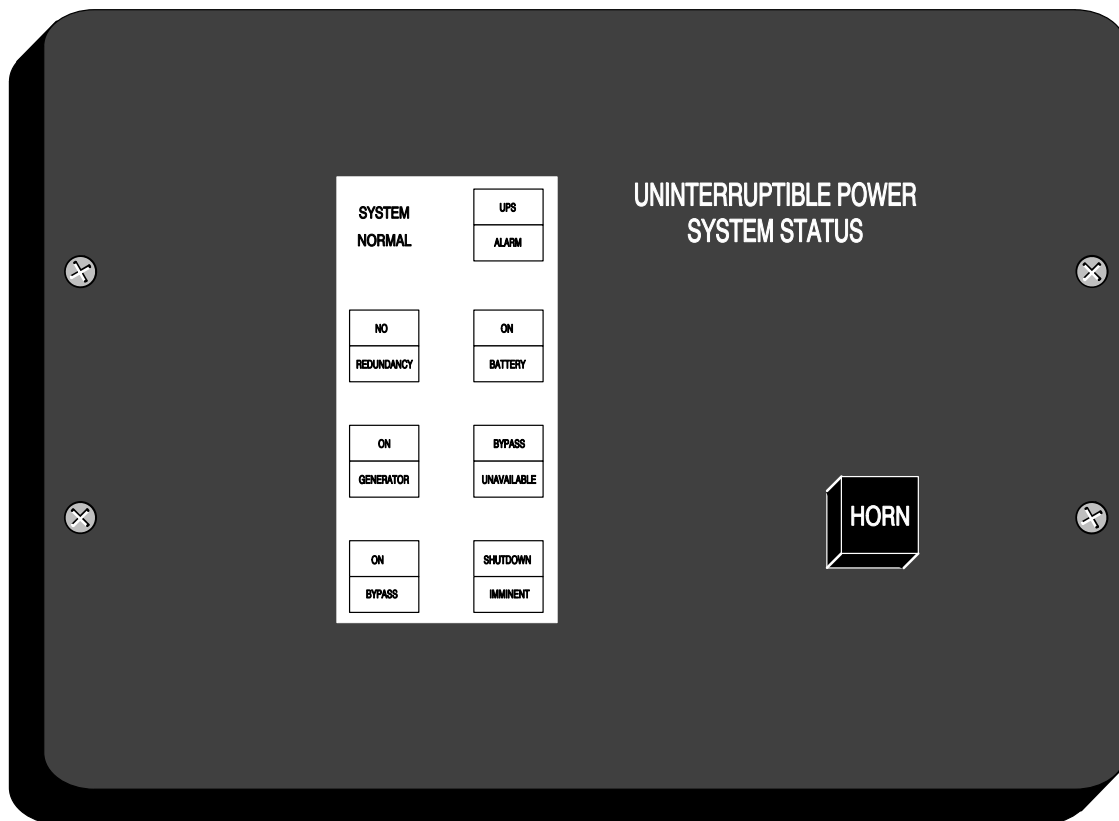 UNINTERRUPTIBLE POWER
SYSTEM STATUS
SYSTEM
NORMAL
UPS
ALARM
NO
REDUNDANCY
ON
BATTERY
ON
GENERATOR
BYPASS
UNAVAILABLE
ON
BYPASS
SHUTDOWN
IMMINENT
HORN